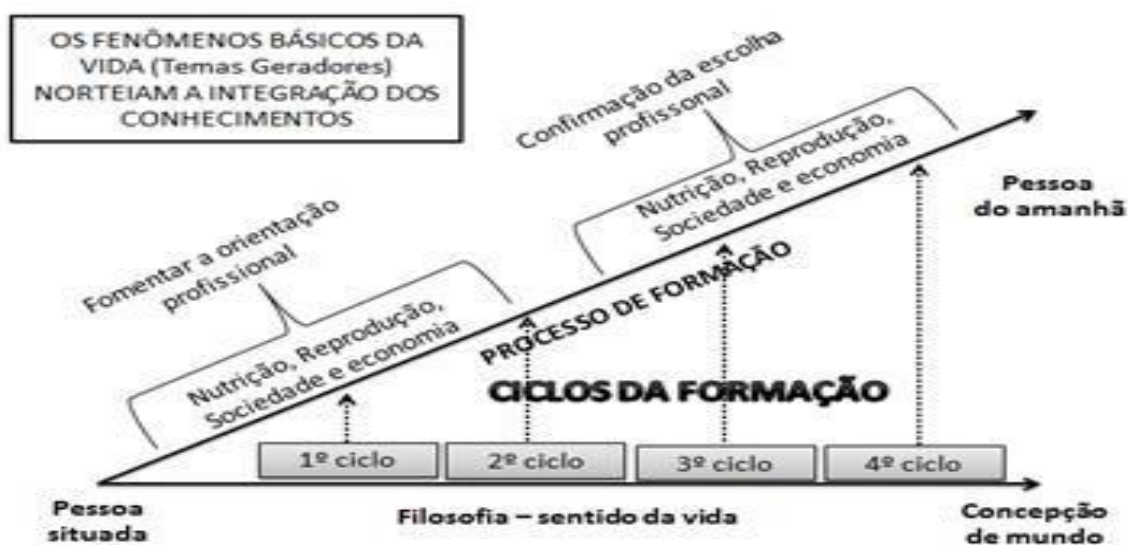 OS FENÔMENOS BÁSICOS DA
VIDA (Temas Geradores)
NORTEIAM A INTEGRAÇÃO DOS
CONHECIMENTOS
Confirmação da escolha
profissional
Nutrição, Reprodução,
Sociedade e economia
Pessoa
do amanhã
Fomentar a orientação
profissional
Nutrição, Reprodução,
Sociedade e economia
PROCESSO DE FORMAÇÃO
CICLOS DA FORMAÇÃO
1º ciclo
2º ciclo
3º ciclo
4º ciclo
Pessoa
situada
Filosofia – sentido da vida
Concepção
de mundo